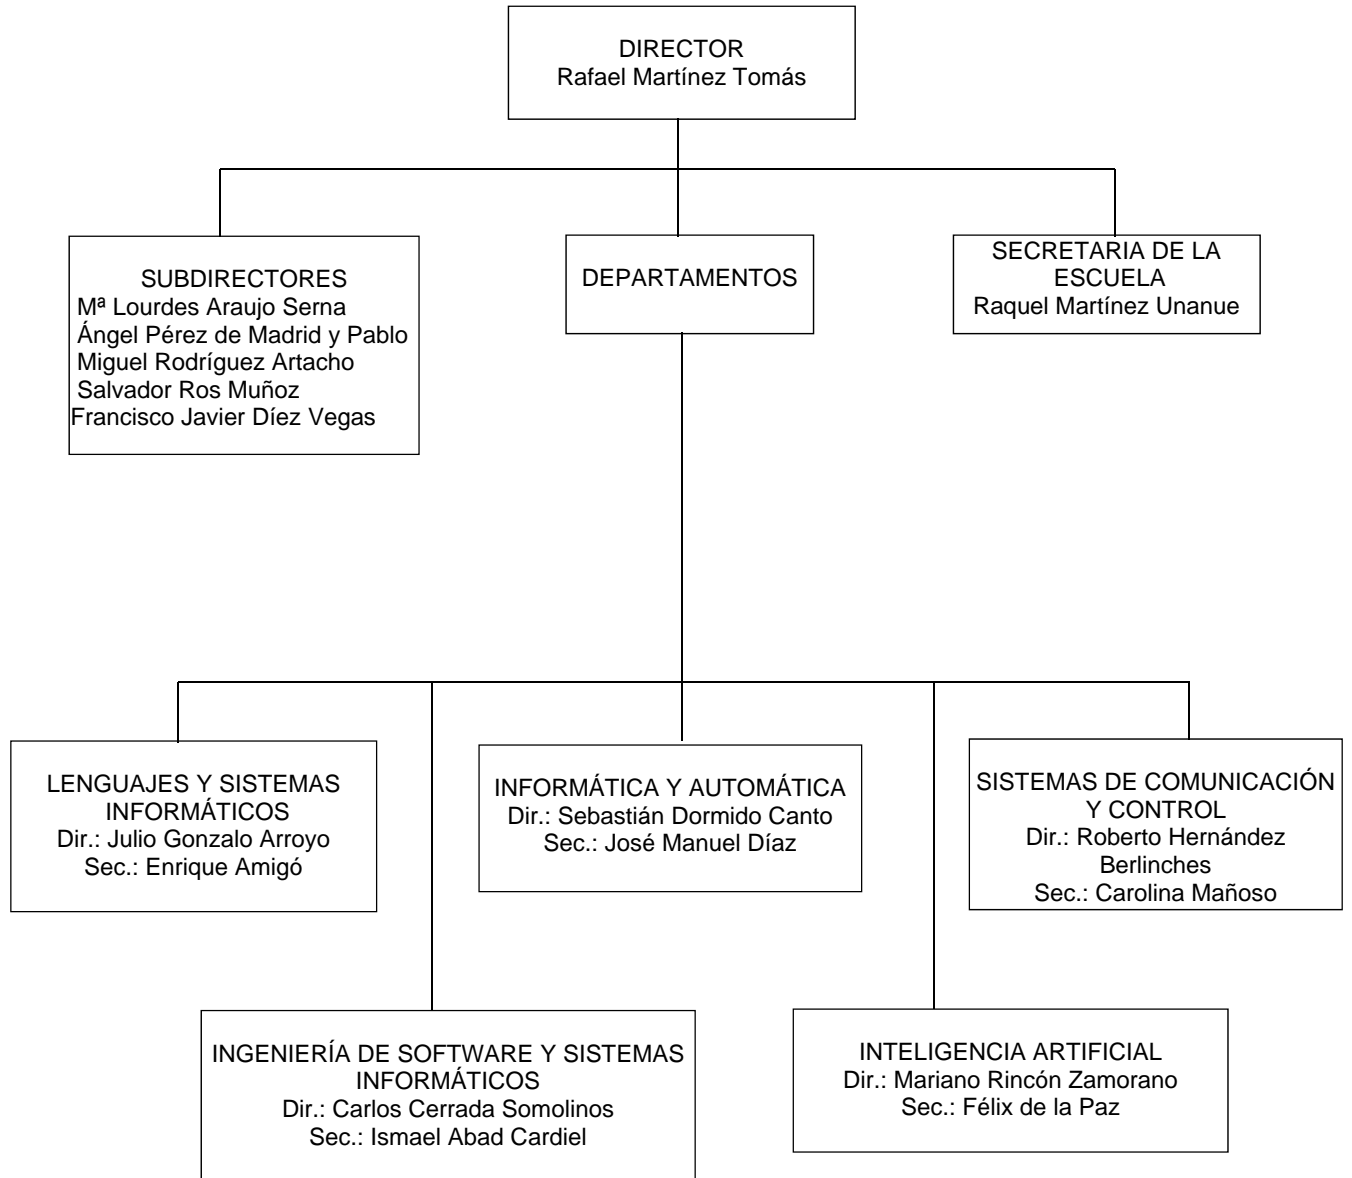 DIRECTOR
Rafael Martínez Tomás
SUBDIRECTORES
Mª Lourdes Araujo Serna
Ángel Pérez de Madrid y Pablo
Miguel Rodríguez Artacho
Salvador Ros Muñoz
Francisco Javier Díez Vegas
DEPARTAMENTOS
SECRETARIA DE LA
ESCUELA
Raquel Martínez Unanue
LENGUAJES Y SISTEMAS
INFORMÁTICOS
Dir.: Julio Gonzalo Arroyo
Sec.: Enrique Amigó
INFORMÁTICA Y AUTOMÁTICA
Dir.: Sebastián Dormido Canto
Sec.: José Manuel Díaz
SISTEMAS DE COMUNICACIÓN
Y CONTROL
Dir.: Roberto Hernández
Berlinches
Sec.: Carolina Mañoso
INGENIERÍA DE SOFTWARE Y SISTEMAS
INFORMÁTICOS
Dir.: Carlos Cerrada Somolinos
Sec.: Ismael Abad Cardiel
INTELIGENCIA ARTIFICIAL
Dir.: Mariano Rincón Zamorano
Sec.: Félix de la Paz